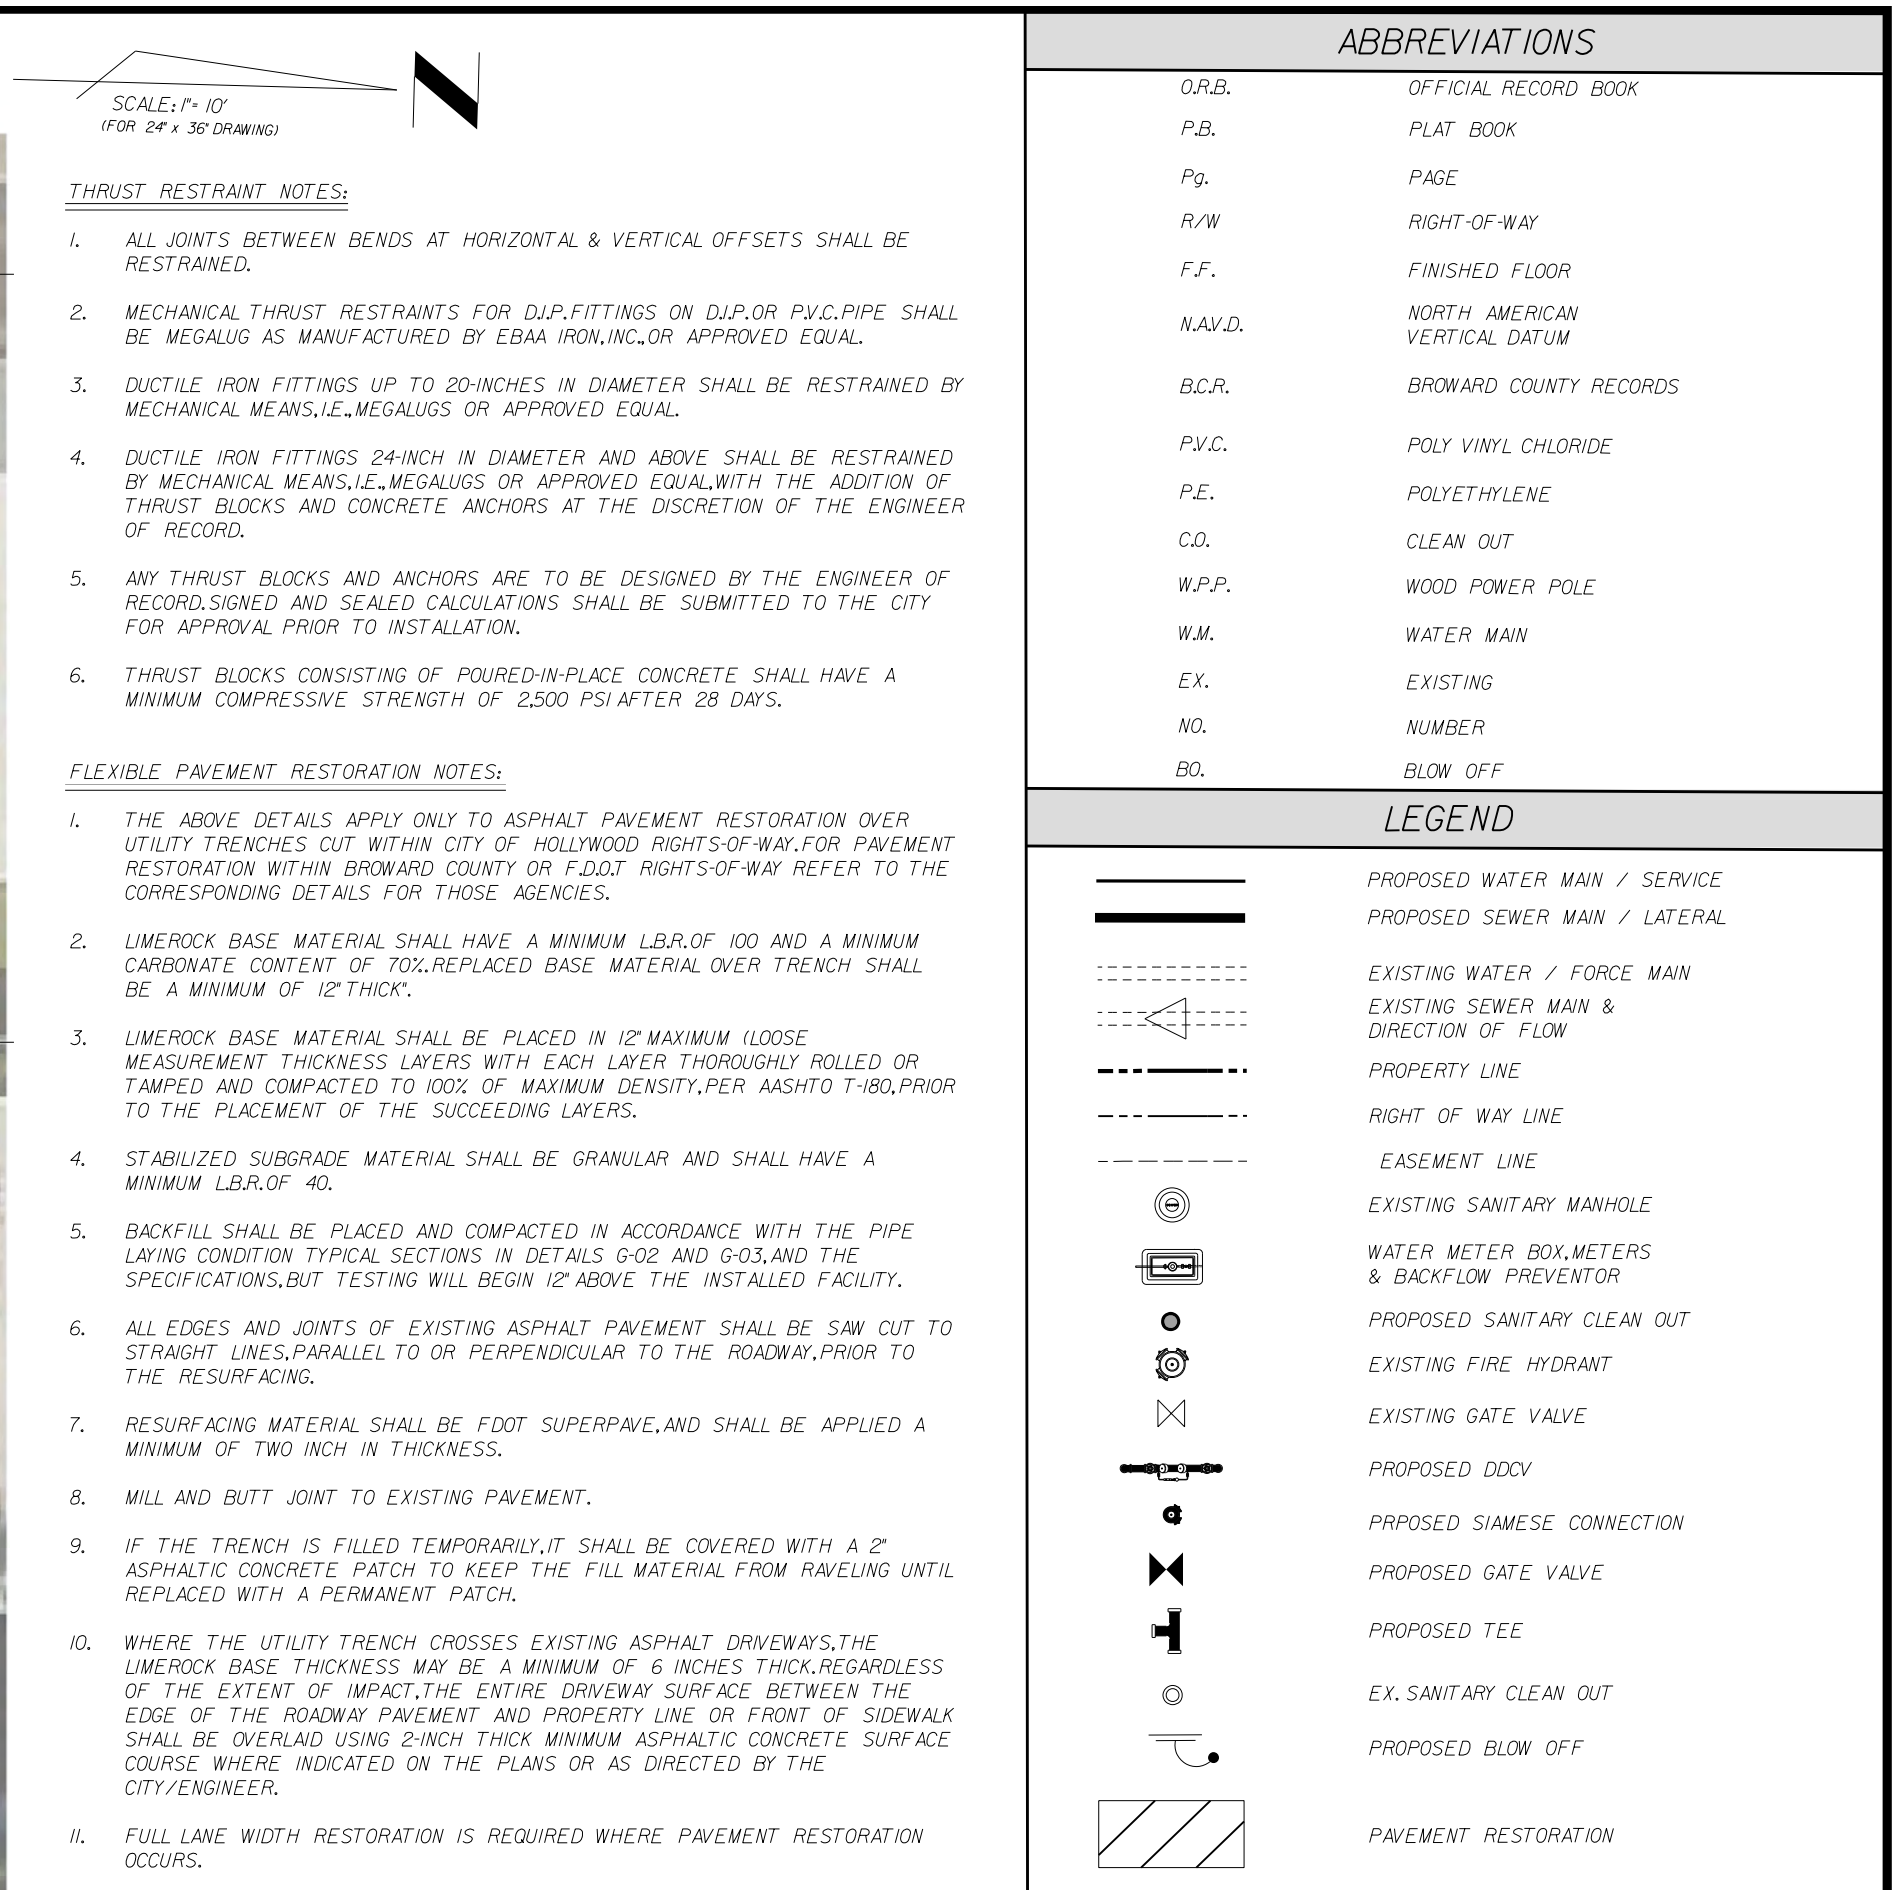 SCALE: 1"= 10'
(FOR 24" x 36" DRAWING)
N
THRUST RESTRAINT NOTES:
1. ALL JOINTS BETWEEN BENDS AT HORIZONTAL & VERTICAL OFFSETS SHALL BE
RESTRAINED.
2. MECHANICAL THRUST RESTRAINTS FOR D.I.P. FITTINGS ON D.I.P. OR P.V.C. PIPE SHALL
BE MEGALUG AS MANUFACTURED BY EBAA IRON, INC., OR APPROVED EQUAL.
3. DUCTILE IRON FITTINGS UP TO 20-INCHES IN DIAMETER SHALL BE RESTRAINED BY
MECHANICAL MEANS, I.E., MEGALUGS OR APPROVED EQUAL.
4. DUCTILE IRON FITTINGS 24-INCH IN DIAMETER AND ABOVE SHALL BE RESTRAINED
BY MECHANICAL MEANS, I.E., MEGALUGS OR APPROVED EQUAL, WITH THE ADDITION OF
THRUST BLOCKS AND CONCRETE ANCHORS AT THE DISCRETION OF THE ENGINEER
OF RECORD.
5. ANY THRUST BLOCKS AND ANCHORS ARE TO BE DESIGNED BY THE ENGINEER OF
RECORD. SIGNED AND SEALED CALCULATIONS SHALL BE SUBMITTED TO THE CITY
FOR APPROVAL PRIOR TO INSTALLATION.
6. THRUST BLOCKS CONSISTING OF POURED-IN-PLACE CONCRETE SHALL HAVE A
MINIMUM COMPRESSIVE STRENGTH OF 2,500 PSI AFTER 28 DAYS.
FLEXIBLE PAVEMENT RESTORATION NOTES:
1. THE ABOVE DETAILS APPLY ONLY TO ASPHALT PAVEMENT RESTORATION OVER
UTILITY TRENCHES CUT WITHIN CITY OF HOLLYWOOD RIGHTS-OF-WAY. FOR PAVEMENT
RESTORATION WITHIN BROWARD COUNTY OR F.D.O.T RIGHTS-OF-WAY REFER TO THE
CORRESPONDING DETAILS FOR THOSE AGENCIES.
2. LIMEROCK BASE MATERIAL SHALL HAVE A MINIMUM L.B.R. OF 100 AND A MINIMUM
CARBONATE CONTENT OF 70%. REPLACED BASE MATERIAL OVER TRENCH SHALL
BE A MINIMUM OF 12" THICK".
3. LIMEROCK BASE MATERIAL SHALL BE PLACED IN 12" MAXIMUM (LOOSE
MEASUREMENT THICKNESS LAYERS WITH EACH LAYER THOROUGHLY ROLLED OR
TAMPED AND COMPACTED TO 100% OF MAXIMUM DENSITY, PER AASHTO T-180, PRIOR
TO THE PLACEMENT OF THE SUCCEEDING LAYERS.
4. STABILIZED SUBGRADE MATERIAL SHALL BE GRANULAR AND SHALL HAVE A
MINIMUM L.B.R. OF 40.
5. BACKFILL SHALL BE PLACED AND COMPACTED IN ACCORDANCE WITH THE PIPE
LAYING CONDITION TYPICAL SECTIONS IN DETAILS G-02 AND G-03, AND THE
SPECIFICATIONS, BUT TESTING WILL BEGIN 12" ABOVE THE INSTALLED FACILITY.
6. ALL EDGES AND JOINTS OF EXISTING ASPHALT PAVEMENT SHALL BE SAW CUT TO
STRAIGHT LINES, PARALLEL TO OR PERPENDICULAR TO THE ROADWAY, PRIOR TO
THE RESURFACING.
7. RESURFACING MATERIAL SHALL BE FDOT SUPERPAVE, AND SHALL BE APPLIED A
MINIMUM OF TWO INCH IN THICKNESS.
8. MILL AND BUTT JOINT TO EXISTING PAVEMENT.
9. IF THE TRENCH IS FILLED TEMPORARILY, IT SHALL BE COVERED WITH A 2"
ASPHALTIC CONCRETE PATCH TO KEEP THE FILL MATERIAL FROM RAVELING UNTIL
REPLACED WITH A PERMANENT PATCH.
10. WHERE THE UTILITY TRENCH CROSSES EXISTING ASPHALT DRIVEWAYS, THE
LIMEROCK BASE THICKNESS MAY BE A MINIMUM OF 6 INCHES THICK. REGARDLESS
OF THE EXTENT OF IMPACT, THE ENTIRE DRIVEWAY SURFACE BETWEEN THE
EDGE OF THE ROADWAY PAVEMENT AND PROPERTY LINE OR FRONT OF SIDEWALK
SHALL BE OVERLAID USING 2-INCH THICK MINIMUM ASPHALTIC CONCRETE SURFACE
COURSE WHERE INDICATED ON THE PLANS OR AS DIRECTED BY THE
CITY/ENGINEER.
11. FULL LANE WIDTH RESTORATION IS REQUIRED WHERE PAVEMENT RESTORATION
OCCURS.
ABBREVIATIONS
O.R.B. OFFICIAL RECORD BOOK
P.B. PLAT BOOK
Pg. PAGE
R/W RIGHT-OF-WAY
F.F. FINISHED FLOOR
N.A.V.D. NORTH AMERICAN
VERTICAL DATUM
B.C.R. BROWARD COUNTY RECORDS
P.V.C. POLY VINYL CHLORIDE
P.E. POLYETHYLENE
C.O. CLEAN OUT
W.P.P. WOOD POWER POLE
W.M. WATER MAIN
EX. EXISTING
NO. NUMBER
BO. BLOW OFF
LEGEND
PROPOSED WATER MAIN / SERVICE
PROPOSED SEWER MAIN / LATERAL
EXISTING WATER / FORCE MAIN
EXISTING SEWER MAIN &
DIRECTION OF FLOW
PROPERTY LINE
RIGHT OF WAY LINE
EASEMENT LINE
EXISTING SANITARY MANHOLE
WATER METER BOX, METERS
& BACKFLOW PREVENTOR
PROPOSED SANITARY CLEAN OUT
EXISTING FIRE HYDRANT
EXISTING GATE VALVE
PROPOSED DDCV
PRPOSED SIAMESE CONNECTION
PROPOSED GATE VALVE
PROPOSED TEE
EX. SANITARY CLEAN OUT
PROPOSED BLOW OFF
PAVEMENT RESTORATION